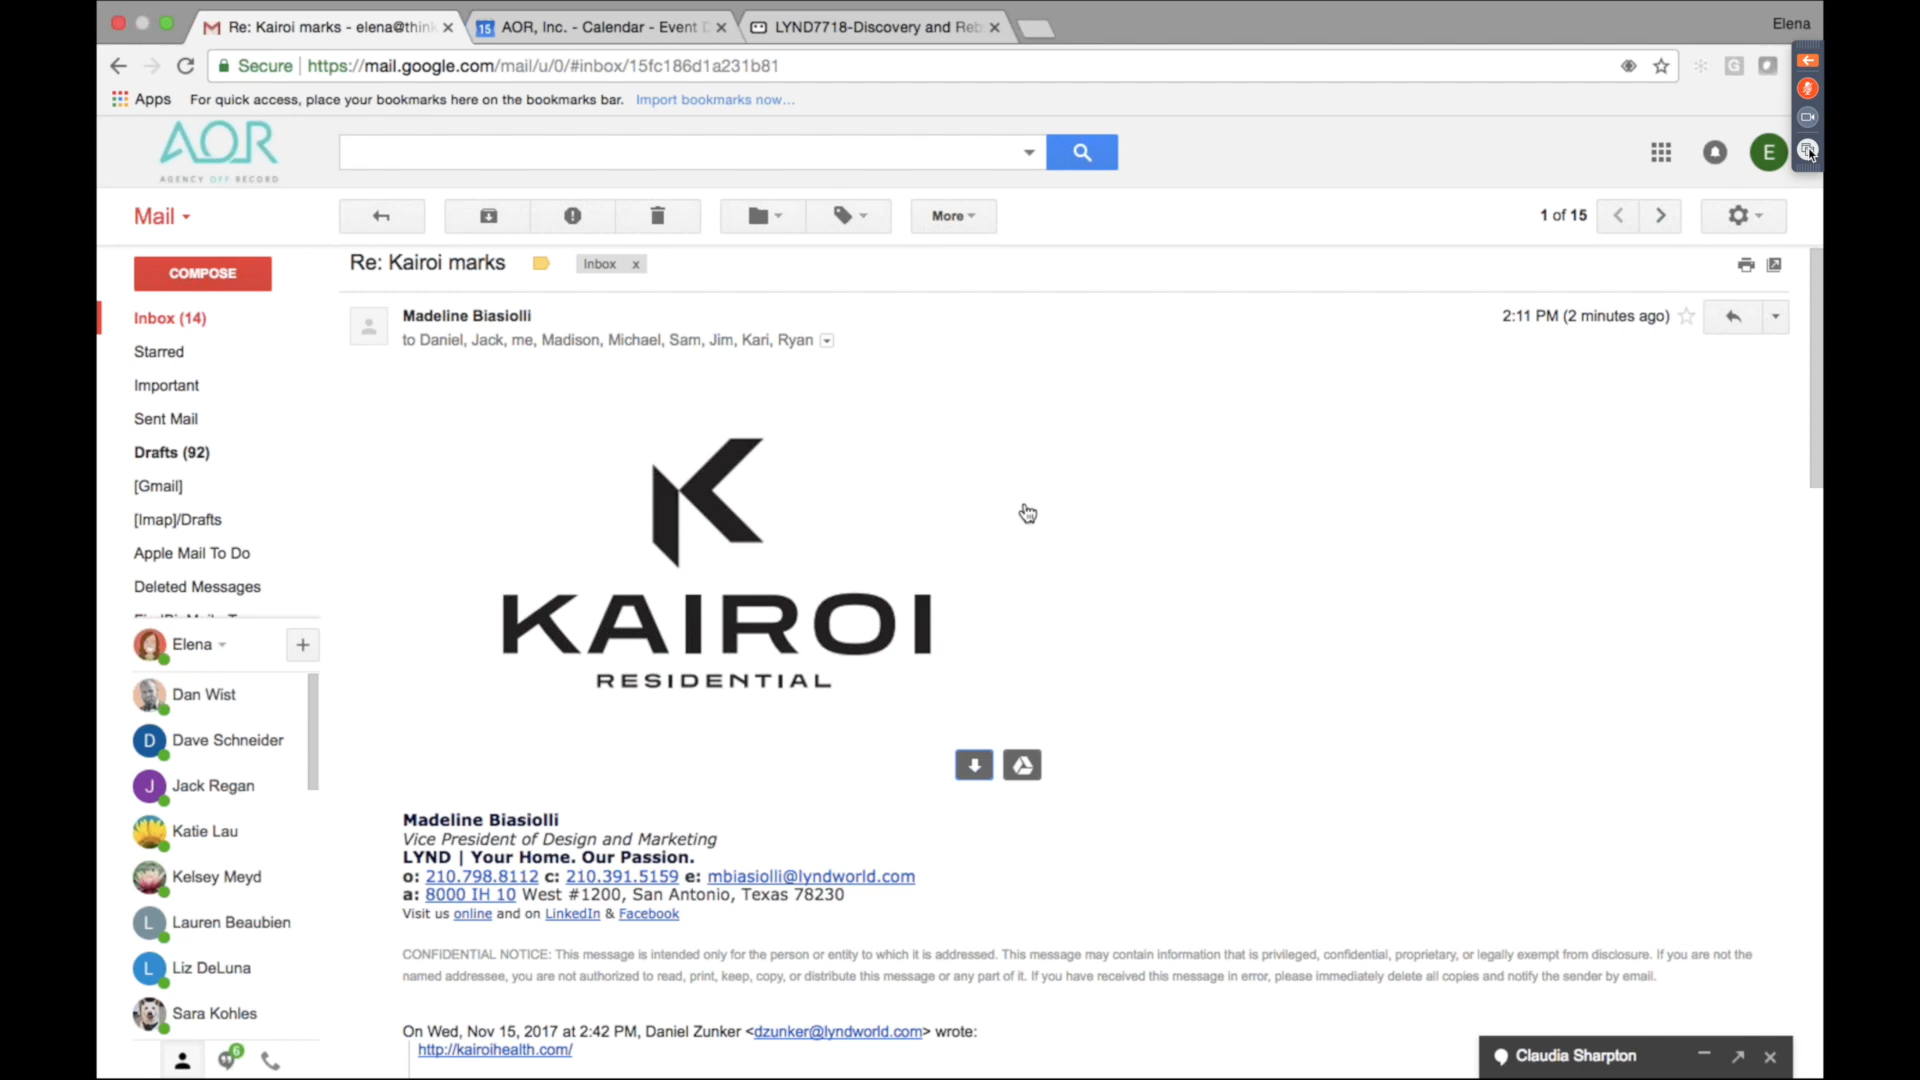 Re: Kairoi marks - elena@think
AOR, Inc. - Calendar - Event D
LYND7718-Discovery and Reb
Elena
Secure
https://mail.google.com/mail/u/0/#inbox/15fc186d1a231b81
Apps
For quick access, place your bookmarks here on the bookmarks bar. Import bookmarks now...
AOR
AGENCY OFF RECORD
E
Mail
More
1 of 15
COMPOSE
Re: Kairoi marks
Inbox x
Inbox (14)
Madeline Biasiolli
2:11 PM (2 minutes ago)
to Daniel, Jack, me, Madison, Michael, Sam, Jim, Kari, Ryan
Starred
Important
Sent Mail
Drafts (92)
[Gmail]
[Imap]/Drafts
Apple Mail To Do
Deleted Messages
K
KAIROI
RESIDENTIAL
Elena
Dan Wist
D Dave Schneider
J Jack Regan
Katie Lau
Kelsey Meyd
L Lauren Beaubien
L Liz DeLuna
Sara Kohles
6
Madeline Biasiolli
Vice President of Design and Marketing
LYND | Your Home. Our Passion.
o: 210.798.8112 c: 210.391.5159 e: mbiasiolli@lyndworld.com
a: 8000 IH 10 West #1200, San Antonio, Texas 78230
Visit us online and on LinkedIn & Facebook
CONFIDENTIAL NOTICE: This message is intended only for the person or entity to which it is addressed. This message may contain information that is privileged, confidential, proprietary, or legally exempt from disclosure. If you are not the
named addressee, you are not authorized to read, print, keep, copy, or distribute this message or any part of it. If you have received this message in error, please immediately delete all copies and notify the sender by email.
On Wed, Nov 15, 2017 at 2:42 PM, Daniel Zunker <dzunker@lyndworld.com> wrote:
http://kairoihealth.com/
Claudia Sharpton